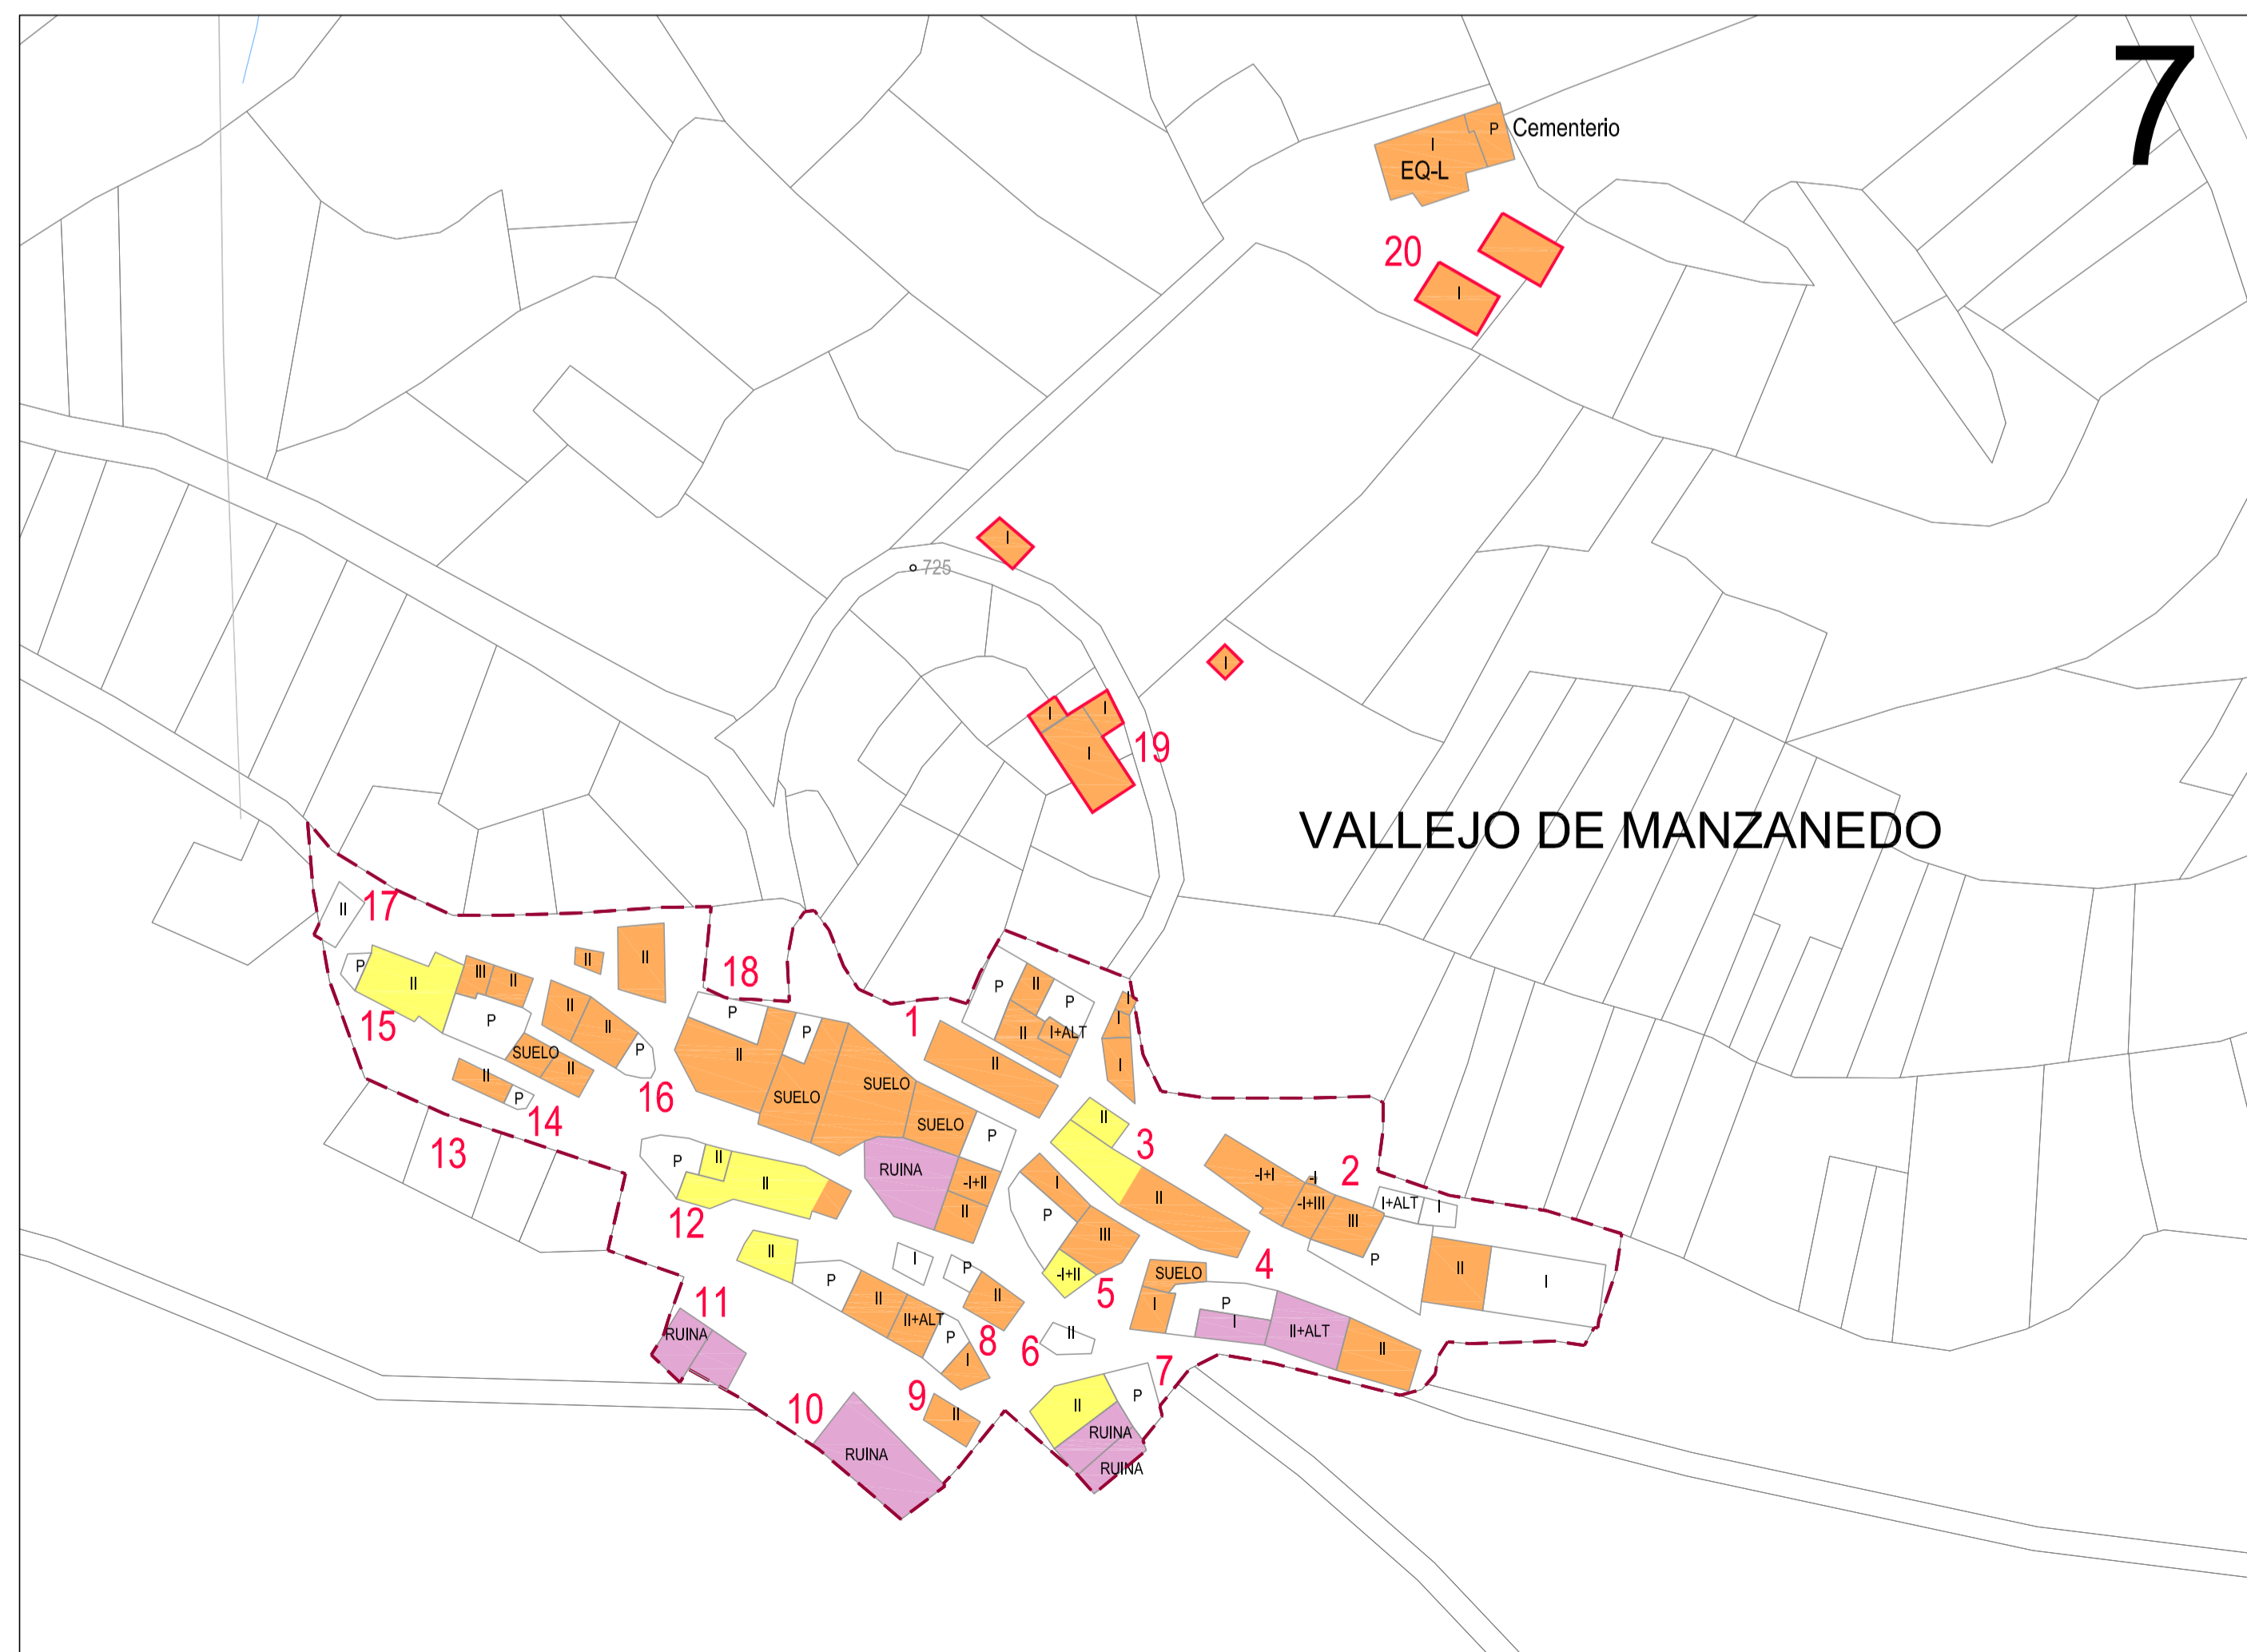 7
Cementerio
P
I
EQ-L
20
I
I
725
I
I
I
I
19
VALLEJO DE MANZANEDO
17
II
18
II
II
P
II
III
II
P
15
II
II
P
SUELO
II
II
P
14
16
13
P
P
II
SUELO
SUELO
SUELO
P
1
P
II
P
II
I+ALT
II
I
I
I
RUINA
-I+II
II
P
II
II
12
II
3
II
2
-I+I
-I
-I+III
III
I+ALT
I
P
II
I
I
P
III
-I+II
5
4
SUELO
I
P
I
II+ALT
II
II
P
II
II+ALT
P
I
I
P
II
8
6
II
7
11
RUINA
9
II
10
RUINA
II
P
RUINA
RUINA